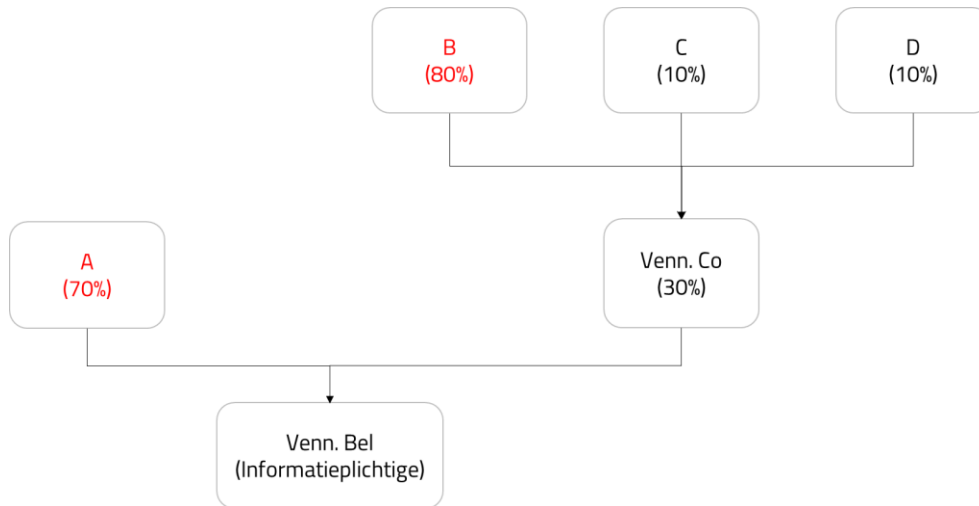 B
(80%)
C
(10%)
D
(10%)
A
(70%)
Venn. Co
(30%)
Venn. Bel
(Informatieplichtige)